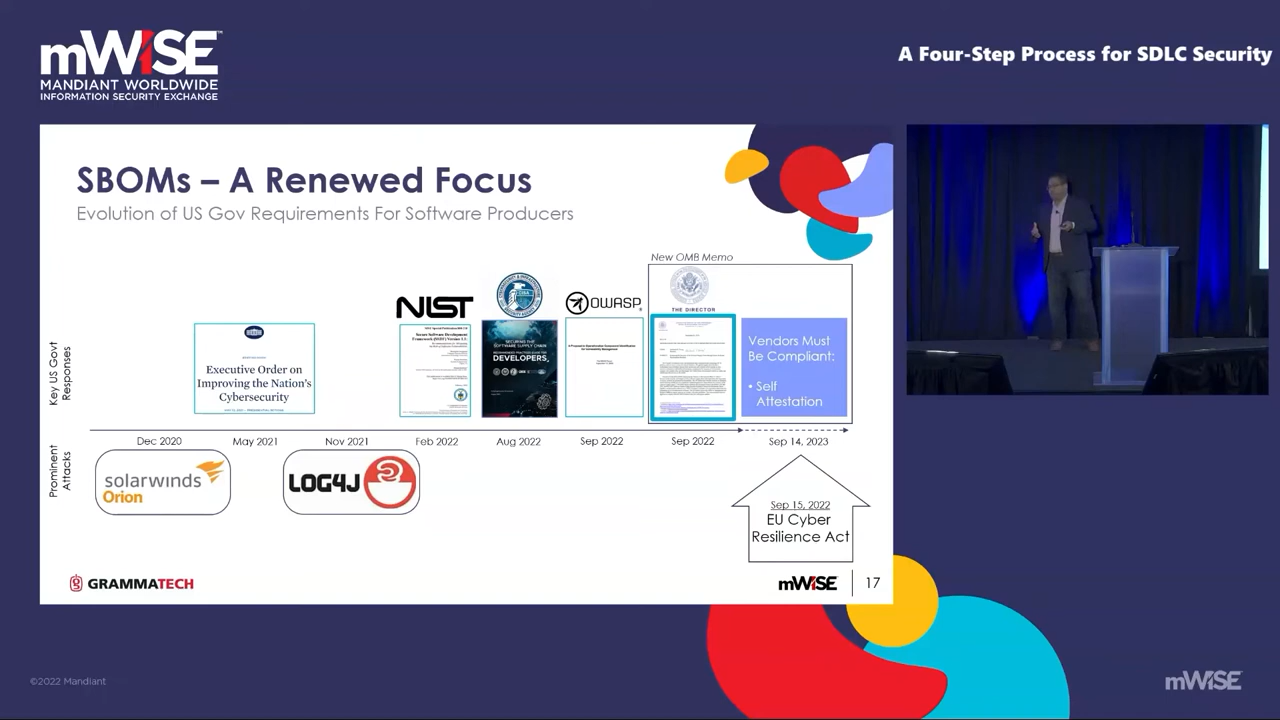 mWISE
MANDIANT WORLDWIDE
INFORMATION SECURITY EXCHANGE
A Four-Step Process for SDLC Security
SBOMs – A Renewed Focus
Evolution of US Gov Requirements For Software Producers
New OMB Memo
NIST
OWASP
THE DIRECTOR
Key US Govt
Responses
Executive Order on
Improving the Nation's
Cybersecurity
Secure Software Development
SECURING THE
SOFTWARE SUPPLY CHAIN
DEVELOPERS
Vendors Must
Be Compliant:
• Self
Attestation
Dec 2020
May 2021
Nov 2021
Feb 2022
Aug 2022
Sep 2022
Sep 2022
Sep 14, 2023
Prominent
Attacks
solarwinds
Orion
LOG4J
Sep 15, 2022
EU Cyber
Resilience Act
GRAMMATECH
mWISE
17
©2022 Mandiant
mWISE